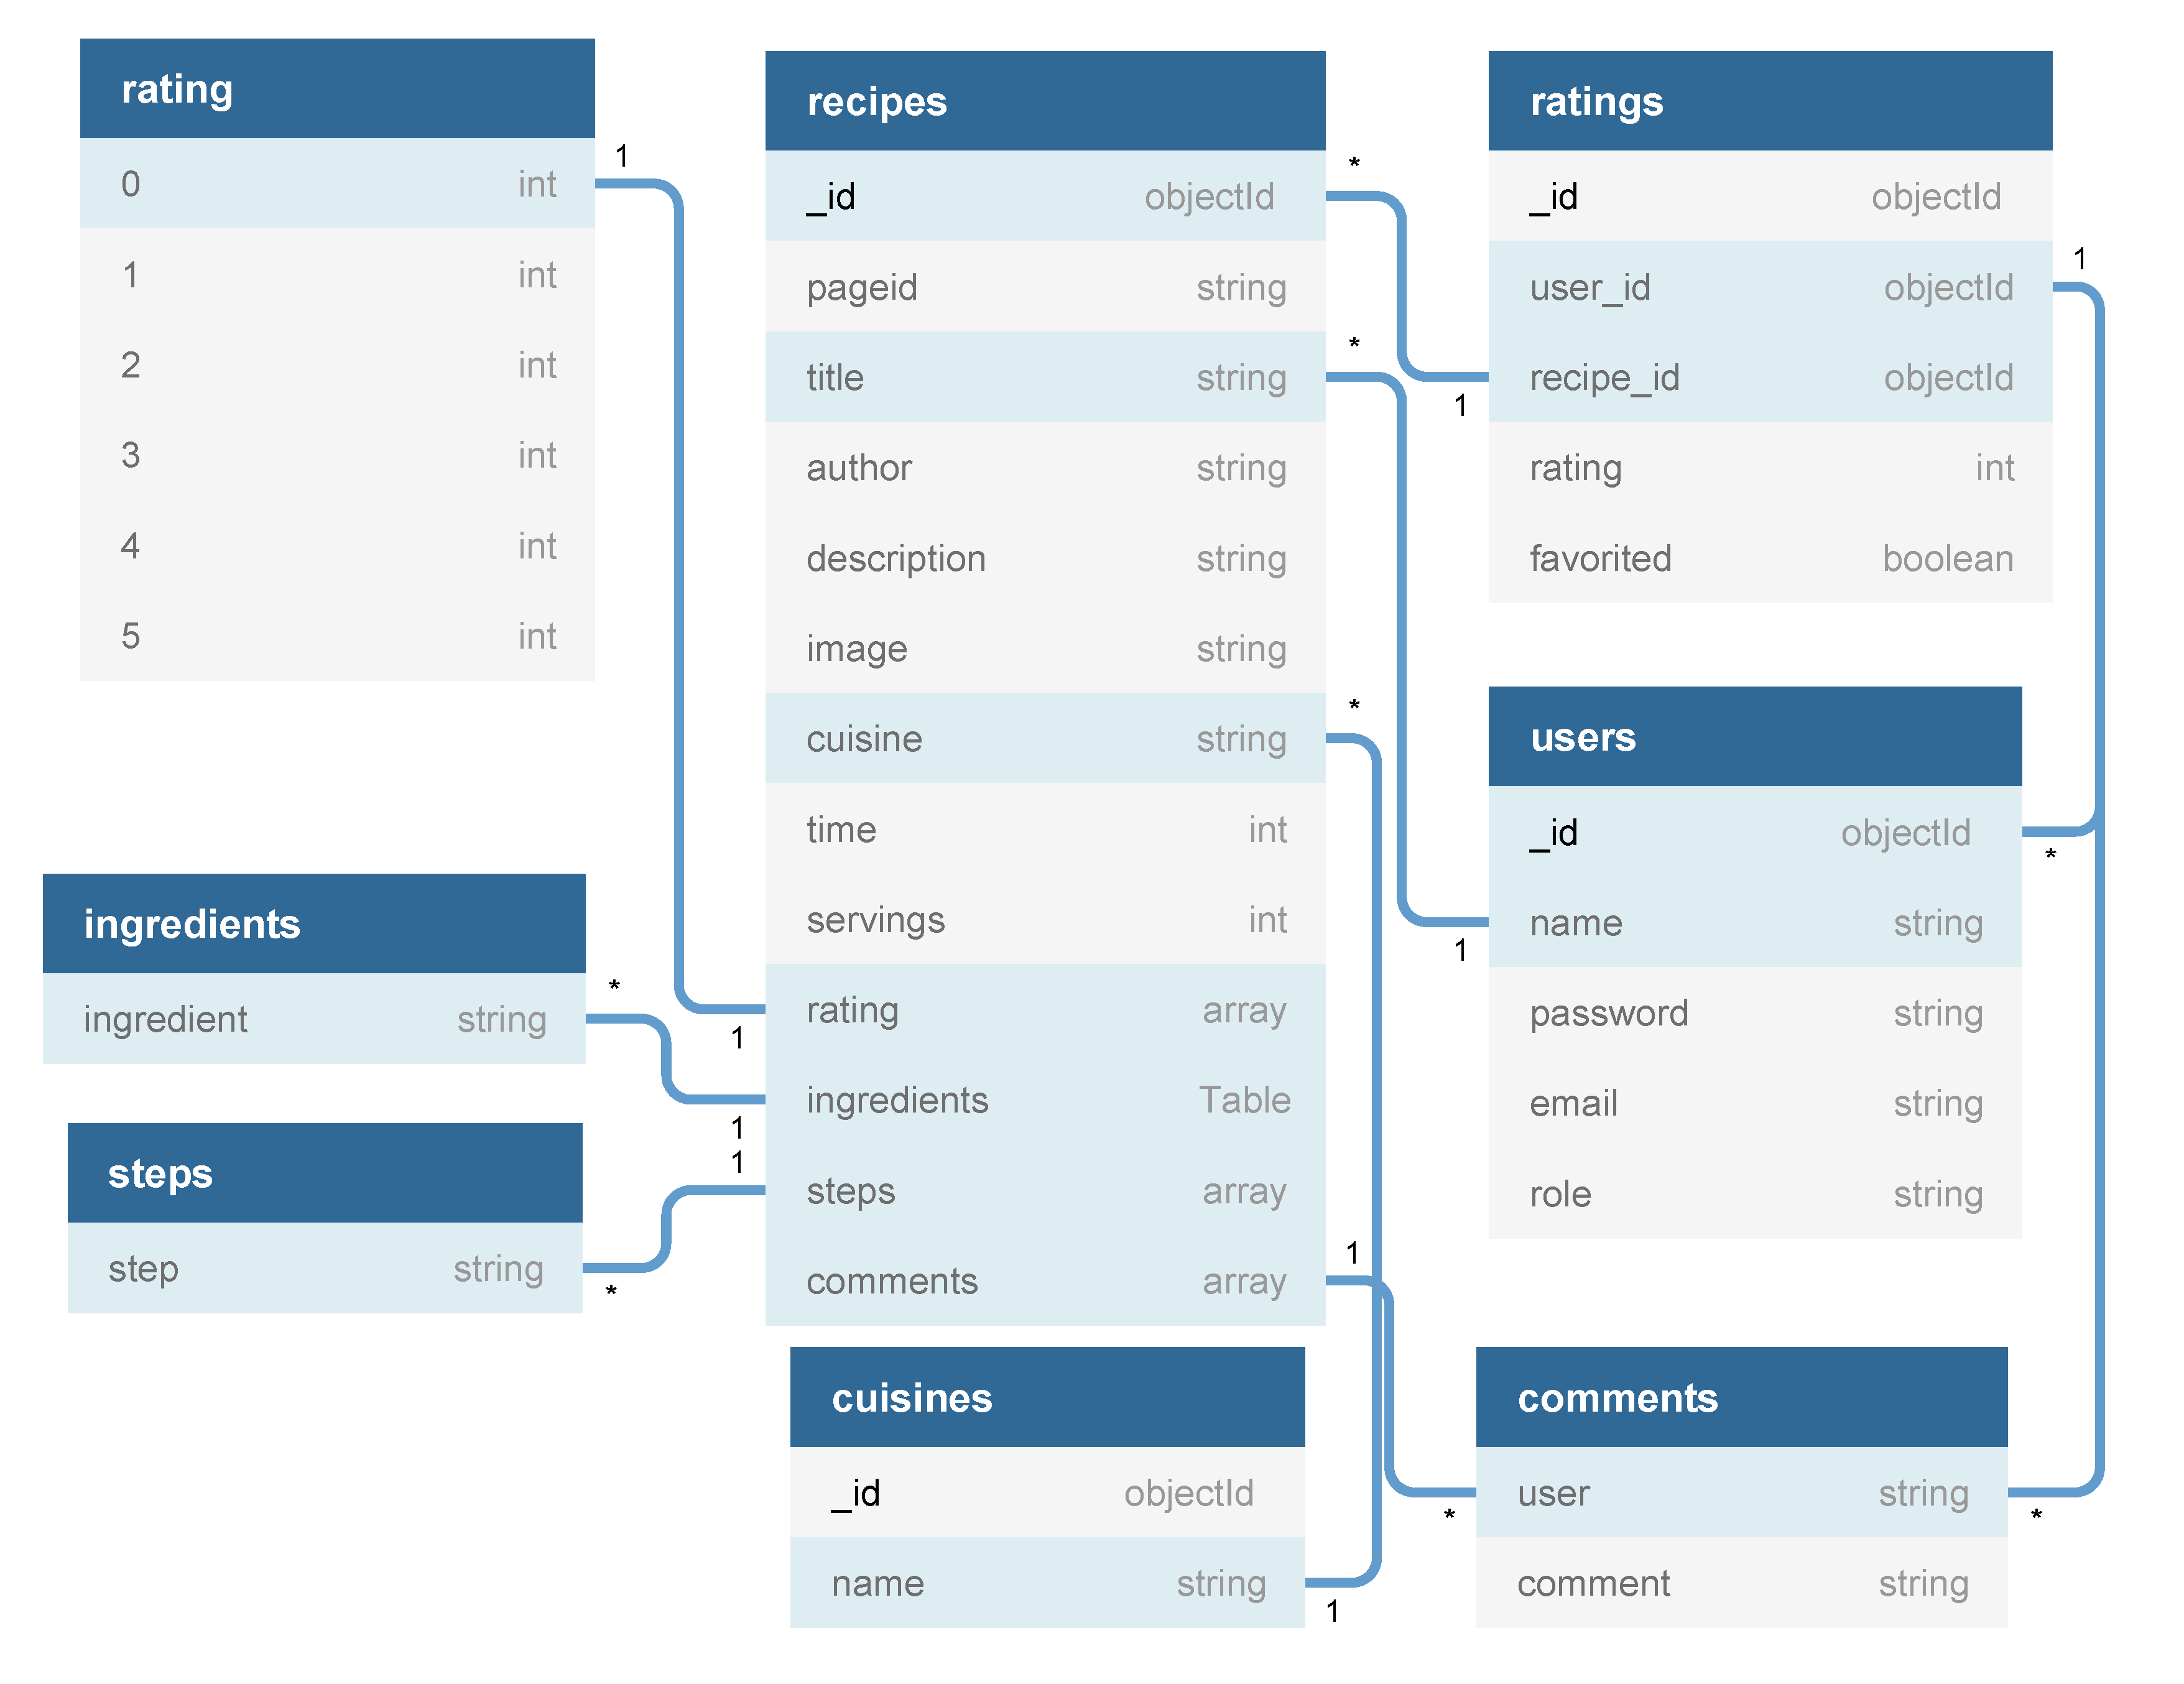 rating
0 int
1 int
2 int
3 int
4 int
5 int
1
recipes
_id objectId
pageid string
title string
author string
description string
image string
cuisine string
time int
servings int
rating array
ingredients Table
steps array
comments array
*
*
*
1
1
1
1
ratings
_id objectId
user_id objectId
recipe_id objectId
rating int
favorited boolean
1
1
users
_id objectId
name string
password string
email string
role string
*
1
ingredients
ingredient string
*
steps
step string
*
cuisines
_id objectId
name string
1
comments
user string
comment string
*
*